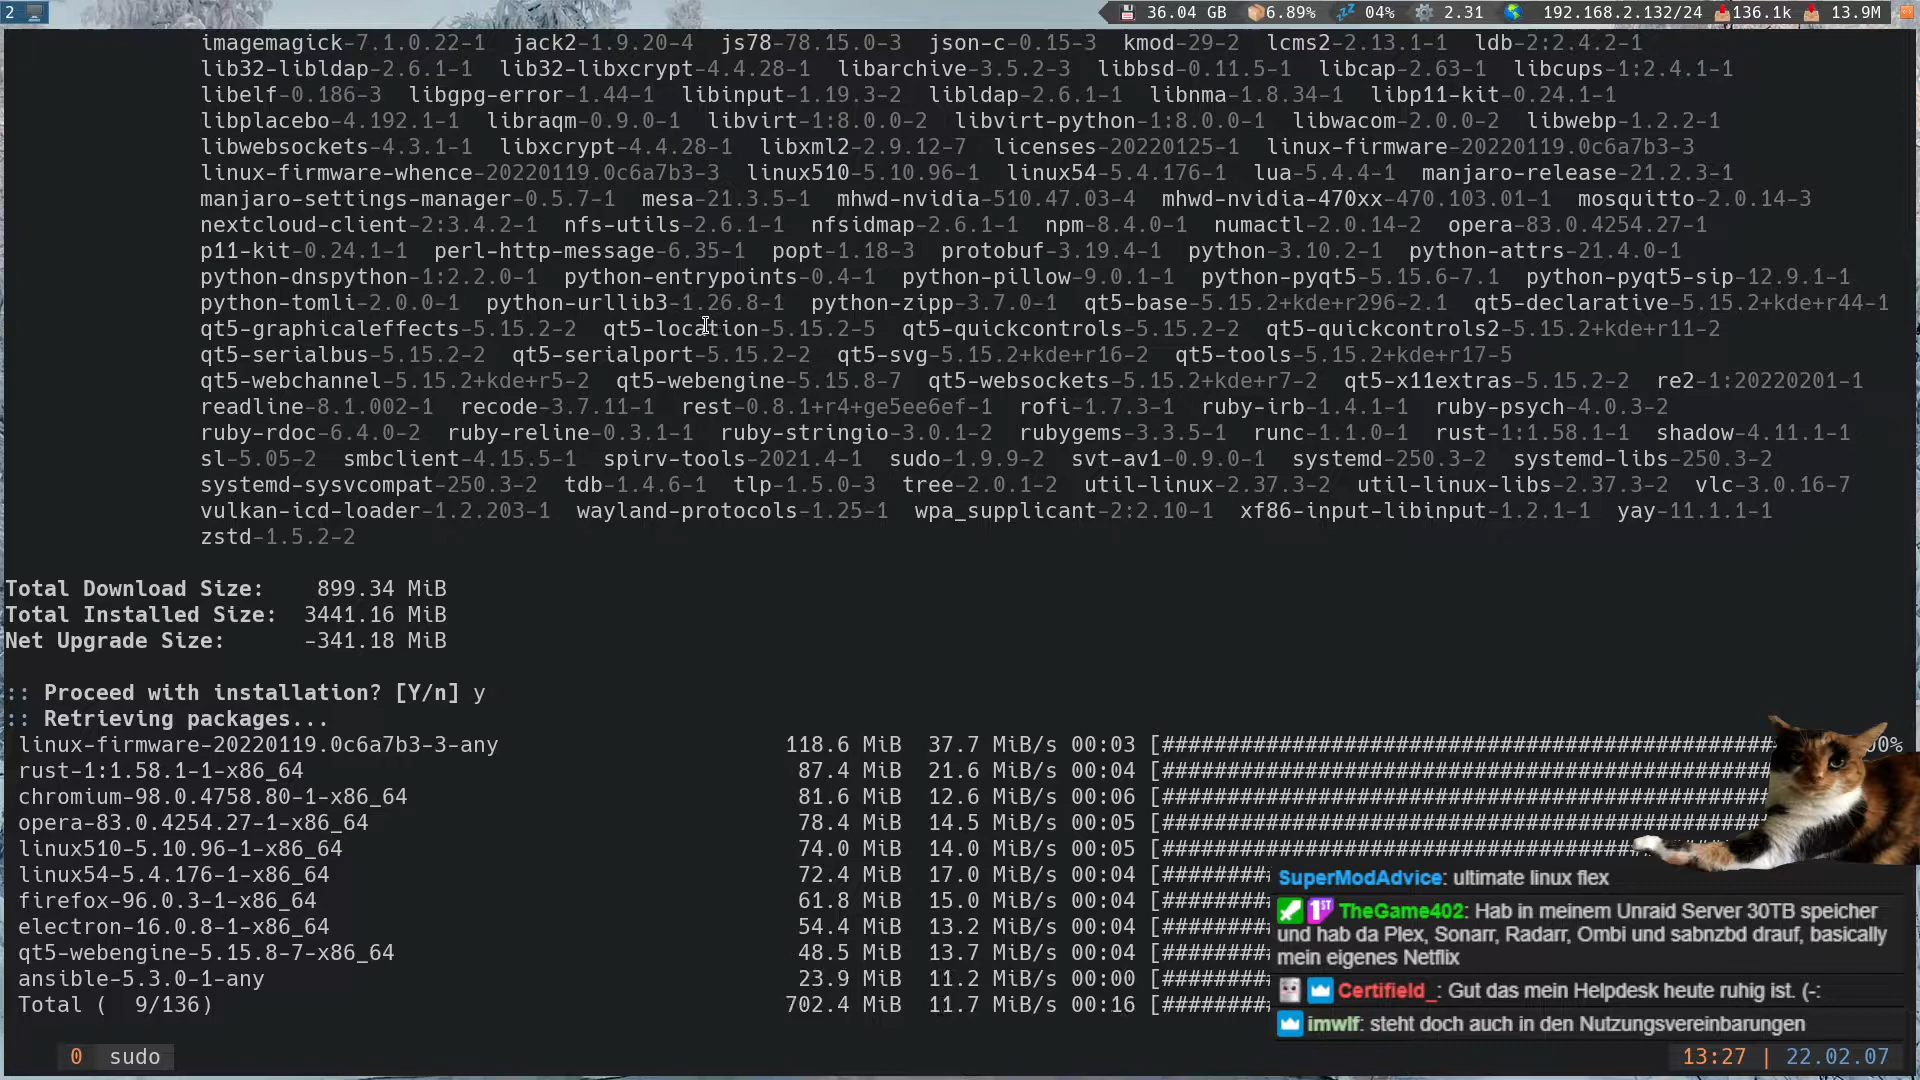 2 36.04 GB 6.89% 04% 2.31 192.168.2.132/24 136.1k 13.9M
imagemagick-7.1.0.22-1 jack2-1.9.20-4 js78-78.15.0-3 json-c-0.15-3 kmod-29-2 lcms2-2.13.1-1 ldb-2:2.4.2-1
lib32-libldap-2.6.1-1 lib32-libxcrypt-4.4.28-1 libarchive-3.5.2-3 libbsd-0.11.5-1 libcap-2.63-1 libcups-1:2.4.1-1
libelf-0.186-3 libgpg-error-1.44-1 libinput-1.19.3-2 libldap-2.6.1-1 libnma-1.8.34-1 libp11-kit-0.24.1-1
libplacebo-4.192.1-1 libraqm-0.9.0-1 libvirt-1:8.0.0-2 libvirt-python-1:8.0.0-1 libwacom-2.0.0-2 libwebp-1.2.2-1
libwebsockets-4.3.1-1 libxcrypt-4.4.28-1 libxml2-2.9.12-7 licenses-20220125-1 linux-firmware-20220119.0c6a7b3-3
linux-firmware-whence-20220119.0c6a7b3-3 linux510-5.10.96-1 linux54-5.4.176-1 lua-5.4.4-1 manjaro-release-21.2.3-1
manjaro-settings-manager-0.5.7-1 mesa-21.3.5-1 mhwd-nvidia-510.47.03-4 mhwd-nvidia-470xx-470.103.01-1 mosquitto-2.0.14-3
nextcloud-client-2:3.4.2-1 nfs-utils-2.6.1-1 nfsidmap-2.6.1-1 npm-8.4.0-1 numactl-2.0.14-2 opera-83.0.4254.27-1
p11-kit-0.24.1-1 perl-http-message-6.35-1 popt-1.18-3 protobuf-3.19.4-1 python-3.10.2-1 python-attrs-21.4.0-1
python-dnspython-1:2.2.0-1 python-entrypoints-0.4-1 python-pillow-9.0.1-1 python-pyqt5-5.15.6-7.1 python-pyqt5-sip-12.9.1-1
python-tomli-2.0.0-1 python-urllib3-1.26.8-1 python-zipp-3.7.0-1 qt5-base-5.15.2+kde+r296-2.1 qt5-declarative-5.15.2+kde+r44-1
qt5-graphicaleffects-5.15.2-2 qt5-location-5.15.2-5 qt5-quickcontrols-5.15.2-2 qt5-quickcontrols2-5.15.2+kde+r11-2
qt5-serialbus-5.15.2-2 qt5-serialport-5.15.2-2 qt5-svg-5.15.2+kde+r16-2 qt5-tools-5.15.2+kde+r17-5
qt5-webchannel-5.15.2+kde+r5-2 qt5-webengine-5.15.8-7 qt5-websockets-5.15.2+kde+r7-2 qt5-x11extras-5.15.2-2 re2-1:20220201-1
readline-8.1.002-1 recode-3.7.11-1 rest-0.8.1+r4+ge5ee6ef-1 rofi-1.7.3-1 ruby-irb-1.4.1-1 ruby-psych-4.0.3-2
ruby-rdoc-6.4.0-2 ruby-reline-0.3.1-1 ruby-stringio-3.0.1-2 rubygems-3.3.5-1 runc-1.1.0-1 rust-1:1.58.1-1 shadow-4.11.1-1
sl-5.05-2 smbclient-4.15.5-1 spirv-tools-2021.4-1 sudo-1.9.9-2 svt-av1-0.9.0-1 systemd-250.3-2 systemd-libs-250.3-2
systemd-sysvcompat-250.3-2 tdb-1.4.6-1 tlp-1.5.0-3 tree-2.0.1-2 util-linux-2.37.3-2 util-linux-libs-2.37.3-2 vlc-3.0.16-7
vulkan-icd-loader-1.2.203-1 wayland-protocols-1.25-1 wpa_supplicant-2:2.10-1 xf86-input-libinput-1.2.1-1 yay-11.1.1-1
zstd-1.5.2-2
Total Download Size: 899.34 MiB
Total Installed Size: 3441.16 MiB
Net Upgrade Size: -341.18 MiB
:: Proceed with installation? [Y/n] y
:: Retrieving packages...
linux-firmware-20220119.0c6a7b3-3-any 118.6 MiB 37.7 MiB/s 00:03 [###############################################
rust-1:1.58.1-1-x86_64 87.4 MiB 21.6 MiB/s 00:04 [###############################################
chromium-98.0.4758.80-1-x86_64 81.6 MiB 12.6 MiB/s 00:06 [###############################################
opera-83.0.4254.27-1-x86_64 78.4 MiB 14.5 MiB/s 00:05 [###############################################
linux510-5.10.96-1-x86_64 74.0 MiB 14.0 MiB/s 00:05 [#####################################
linux54-5.4.176-1-x86_64 72.4 MiB 17.0 MiB/s 00:04 [########
firefox-96.0.3-1-x86_64 61.8 MiB 15.0 MiB/s 00:04 [########
electron-16.0.8-1-x86_64 54.4 MiB 13.2 MiB/s 00:04 [########
qt5-webengine-5.15.8-7-x86_64 48.5 MiB 13.7 MiB/s 00:04 [########
ansible-5.3.0-1-any 23.9 MiB 11.2 MiB/s 00:00 [########
Total ( 9/136) 702.4 MiB 11.7 MiB/s 00:16 [########
SuperModAdvice: ultimate linux flex
1ST TheGame402: Hab in meinem Unraid Server 30TB speicher
und hab da Plex, Sonarr, Radarr, Ombi und sabnzbd drauf, basically
mein eigenes Netflix
Certifield_: Gut das mein Helpdesk heute ruhig ist. (-:
imwlf: steht doch auch in den Nutzungsvereinbarungen
0 sudo
13:27 | 22.02.07